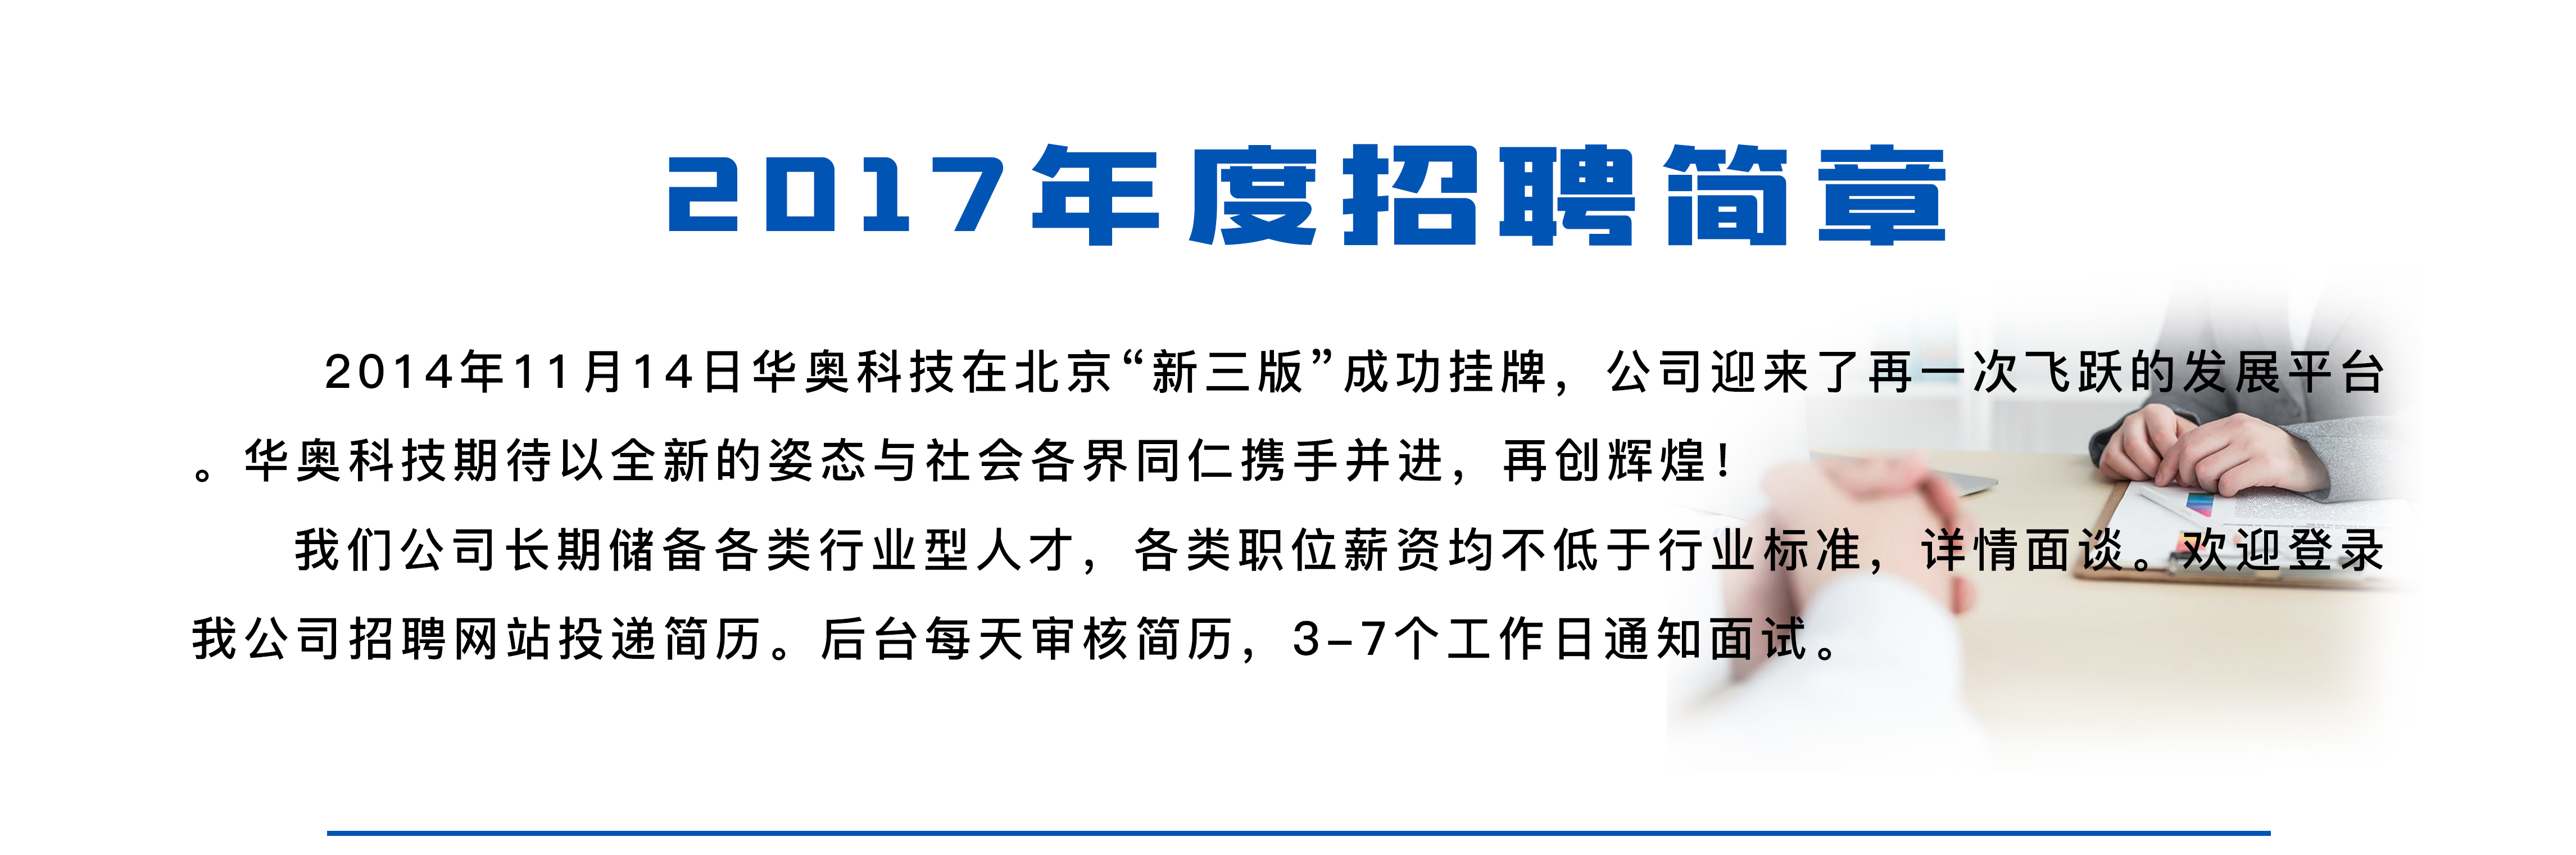 2017年度招聘简章
2014年11月14日华奥科技在北京“新三版”成功挂牌，公司迎来了再一次飞跃的发展平台
。华奥科技期待以全新的姿态与社会各界同仁携手并进，再创辉煌！
我们公司长期储备各类行业型人才，各类职位薪资均不低于行业标准，详情面谈。欢迎登录
我公司招聘网站投递简历。后台每天审核简历，3-7个工作日通知面试。